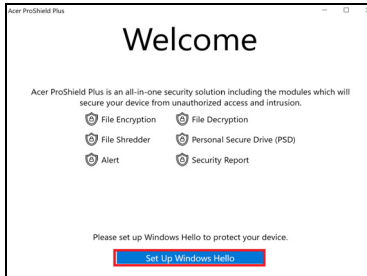 Acer ProShield Plus
Welcome
Acer ProShield Plus is an all-in-one security solution including the modules which will
secure your device from unauthorized access and intrusion.
File Encryption File Decryption
File Shredder Personal Secure Drive (PSD)
Alert Security Report
Please set up Windows Hello to protect your device.
Set Up Windows Hello